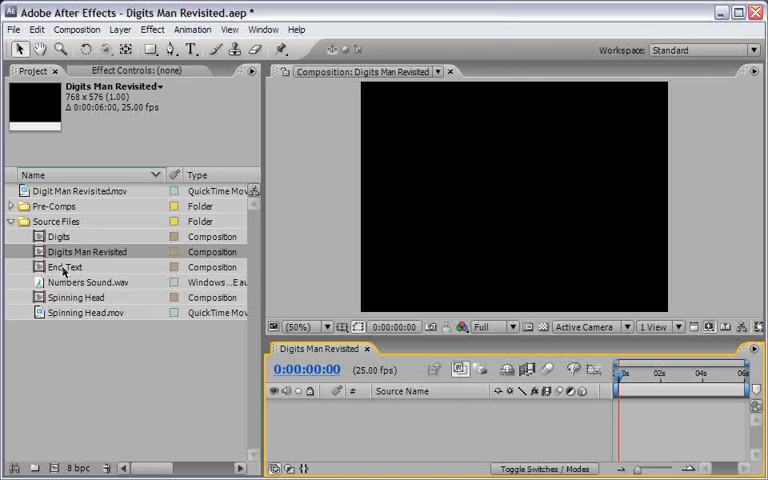 Adobe After Effects - Digits Man Revisited.aep *
File Edit Composition Layer Effect Animation View Window Help
Workspace: Standard
Project × Effect Controls: (none)
Composition: Digits Man Revisited
Digits Man Revisited
768 x 576 (1.00)
Δ 0:00:06:00, 25.00 fps
Name Type
Digit Man Revisited.mov QuickTime Mov
Pre-Comps Folder
Source Files Folder
Digits Composition
Digits Man Revisited Composition
End Text Composition
Numbers Sound.wav Windows...E au
Spinning Head Composition
Spinning Head.mov QuickTime Mov
(50%) 0:00:00:00 Full Active Camera 1 View
Digits Man Revisited ×
0:00:00:00 (25.00 fps)
02s 04s 06s
# Source Name
8 bpc
Toggle Switches / Modes